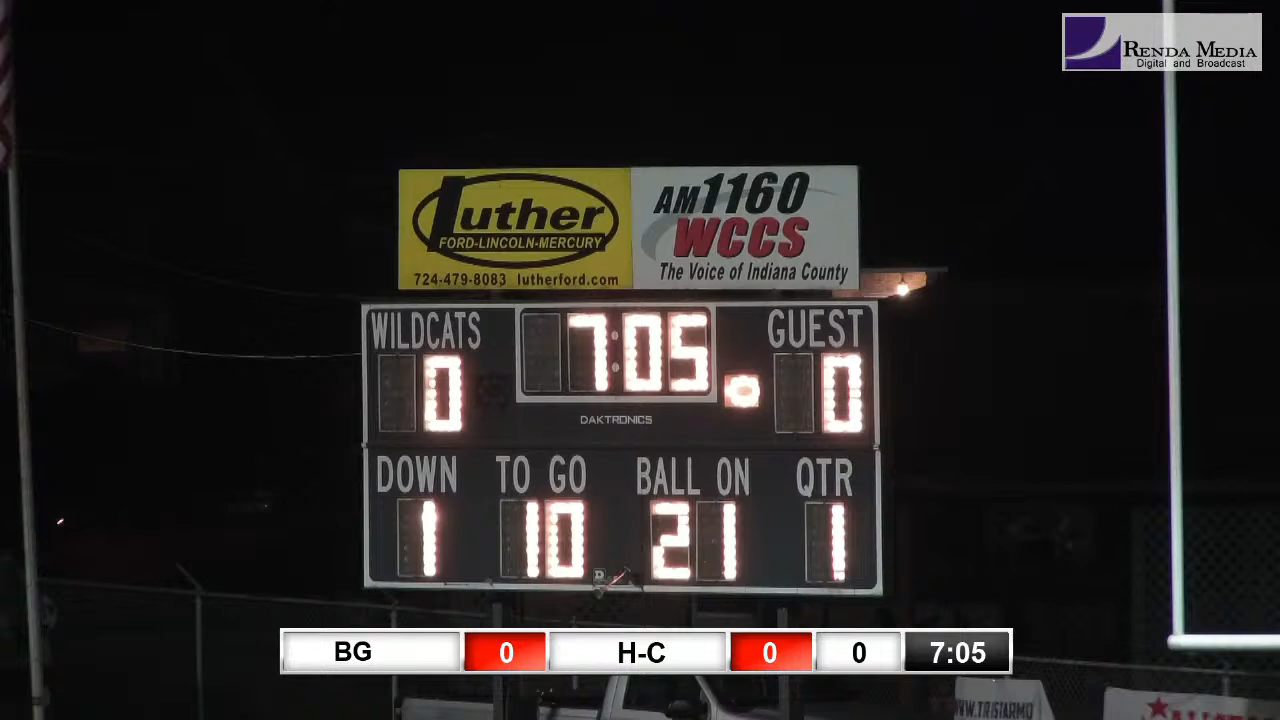 RENDA MEDIA
Digital and Broadcast
Luther
FORD-LINCOLN-MERCURY
724-479-8083 lutherford.com
AM 1160
WCCS
The Voice of Indiana County
WILDCATS 7:05 GUEST
0 0
DAKTRONICS
DOWN TO GO BALL ON QTR
1 10 21 1
BG 0 H-C 0 0 7:05